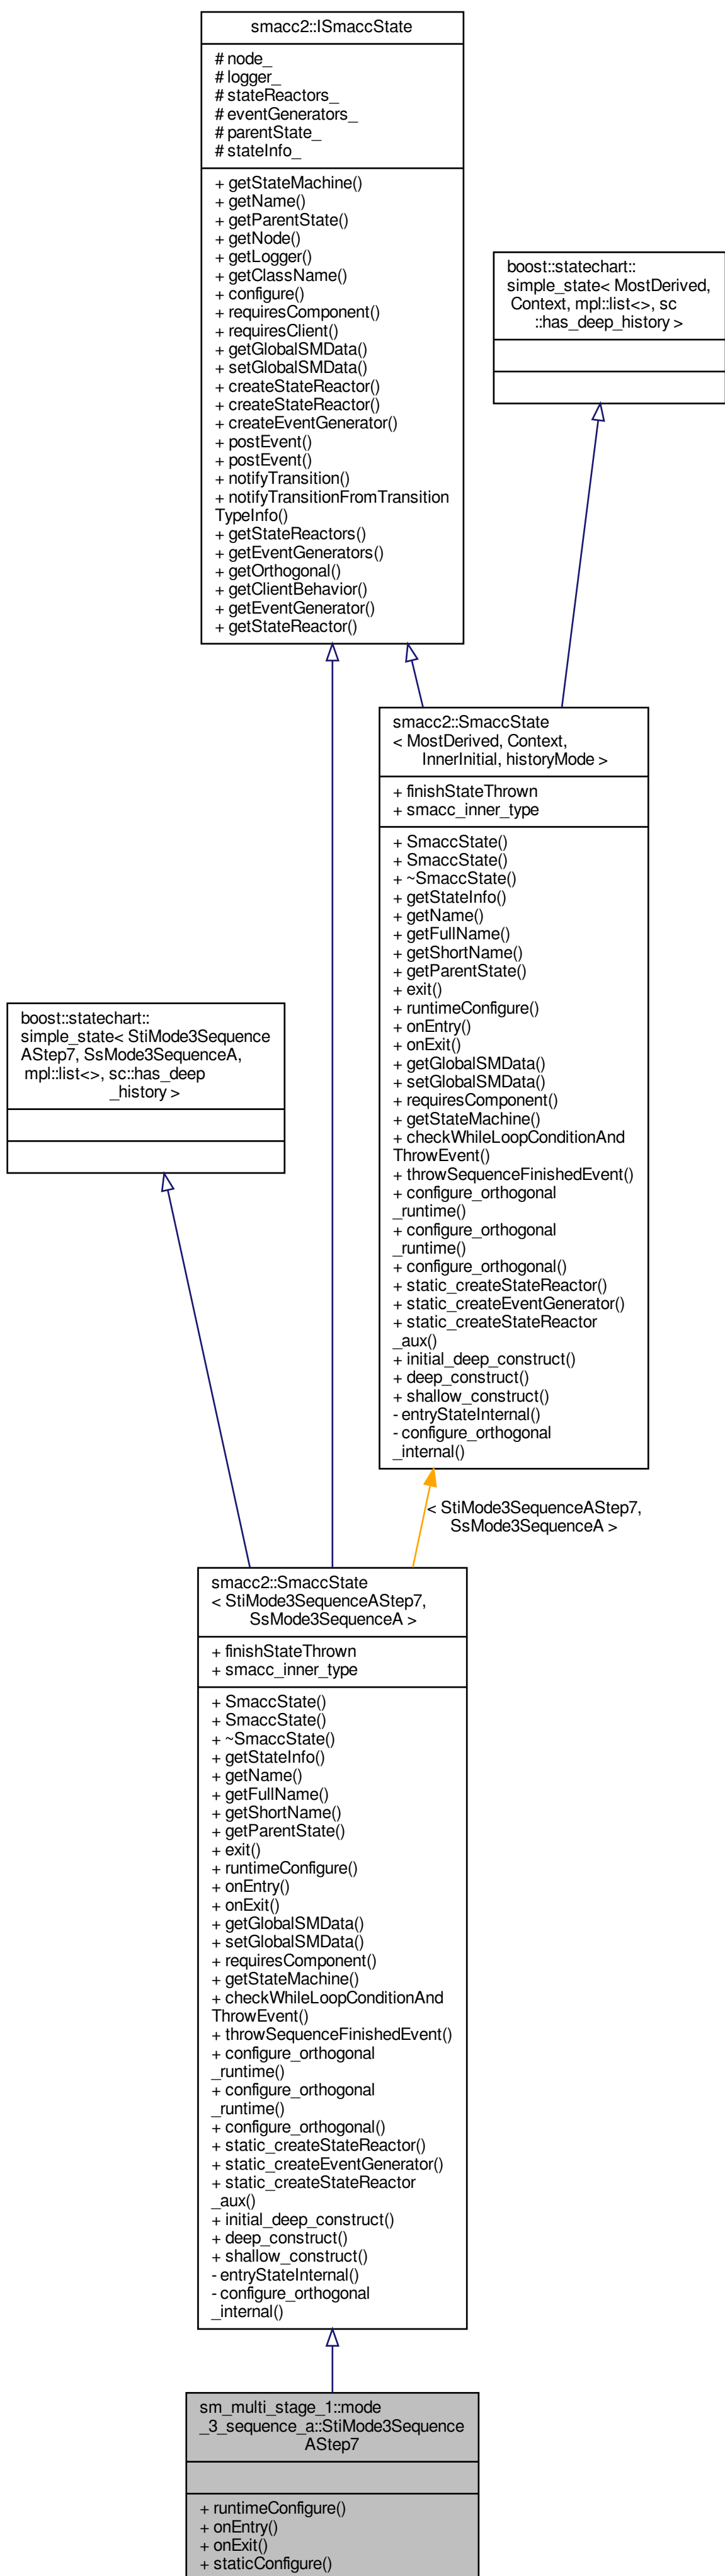 smacc2::ISmaccState
# node_
# logger_
# stateReactors_
# eventGenerators_
# parentState_
# stateInfo_
+ getStateMachine()
+ getName()
+ getParentState()
+ getNode()
+ getLogger()
+ getClassName()
+ configure()
+ requiresComponent()
+ requiresClient()
+ getGlobalSMData()
+ setGlobalSMData()
+ createStateReactor()
+ createStateReactor()
+ createEventGenerator()
+ postEvent()
+ postEvent()
+ notifyTransition()
+ notifyTransitionFromTransition
TypeInfo()
+ getStateReactors()
+ getEventGenerators()
+ getOrthogonal()
+ getClientBehavior()
+ getEventGenerator()
+ getStateReactor()
boost::statechart::
simple_state< MostDerived,
Context, mpl::list<>, sc
::has_deep_history >
smacc2::SmaccState
< MostDerived, Context,
InnerInitial, historyMode >
+ finishStateThrown
+ smacc_inner_type
+ SmaccState()
+ SmaccState()
+ ~SmaccState()
+ getStateInfo()
+ getName()
+ getFullName()
+ getShortName()
+ getParentState()
+ exit()
+ runtimeConfigure()
+ onEntry()
+ onExit()
+ getGlobalSMData()
+ setGlobalSMData()
+ requiresComponent()
+ getStateMachine()
+ checkWhileLoopConditionAnd
ThrowEvent()
+ throwSequenceFinishedEvent()
+ configure_orthogonal
_runtime()
+ configure_orthogonal
_runtime()
+ configure_orthogonal()
+ static_createStateReactor()
+ static_createEventGenerator()
+ static_createStateReactor
_aux()
+ initial_deep_construct()
+ deep_construct()
+ shallow_construct()
- entryStateInternal()
- configure_orthogonal
_internal()
boost::statechart::
simple_state< StiMode3Sequence
AStep7, SsMode3SequenceA,
mpl::list<>, sc::has_deep
_history >
< StiMode3SequenceAStep7,
SsMode3SequenceA >
smacc2::SmaccState
< StiMode3SequenceAStep7,
SsMode3SequenceA >
+ finishStateThrown
+ smacc_inner_type
+ SmaccState()
+ SmaccState()
+ ~SmaccState()
+ getStateInfo()
+ getName()
+ getFullName()
+ getShortName()
+ getParentState()
+ exit()
+ runtimeConfigure()
+ onEntry()
+ onExit()
+ getGlobalSMData()
+ setGlobalSMData()
+ requiresComponent()
+ getStateMachine()
+ checkWhileLoopConditionAnd
ThrowEvent()
+ throwSequenceFinishedEvent()
+ configure_orthogonal
_runtime()
+ configure_orthogonal
_runtime()
+ configure_orthogonal()
+ static_createStateReactor()
+ static_createEventGenerator()
+ static_createStateReactor
_aux()
+ initial_deep_construct()
+ deep_construct()
+ shallow_construct()
- entryStateInternal()
- configure_orthogonal
_internal()
sm_multi_stage_1::mode
_3_sequence_a::StiMode3Sequence
AStep7
+ runtimeConfigure()
+ onEntry()
+ onExit()
+ staticConfigure()